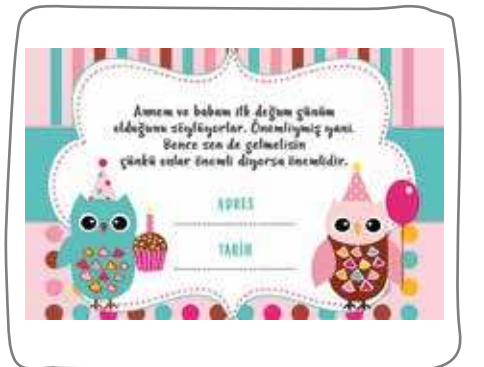 Annem ve babam ilk doğum günüm
olduğunu söylüyorlar. Önemliymiş yani.
Bence sen de gelmelisin
çünkü onlar önemli diyorsa önemlidir.
ADRES
TARİH